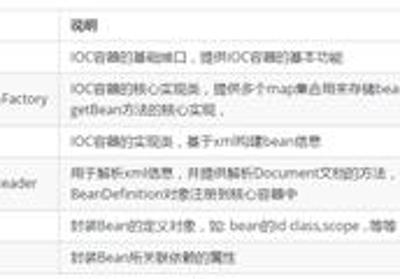 说明
IOC容器的基础接口，提供IOC容器的基本功能
Factory
IOC容器的核心实现类，提供多个map集合用来存储bea
getBean方法的核心实现，
IOC容器的实现类，基于xml构建bean信息
eader
用于解析xml信息，并提供解析Document文档的方法，
BeanDefinition对象注册到核心容器中
封装Bean的定义对象，如: bean的id class,scope，等等
封装Bean所关联依赖的属性